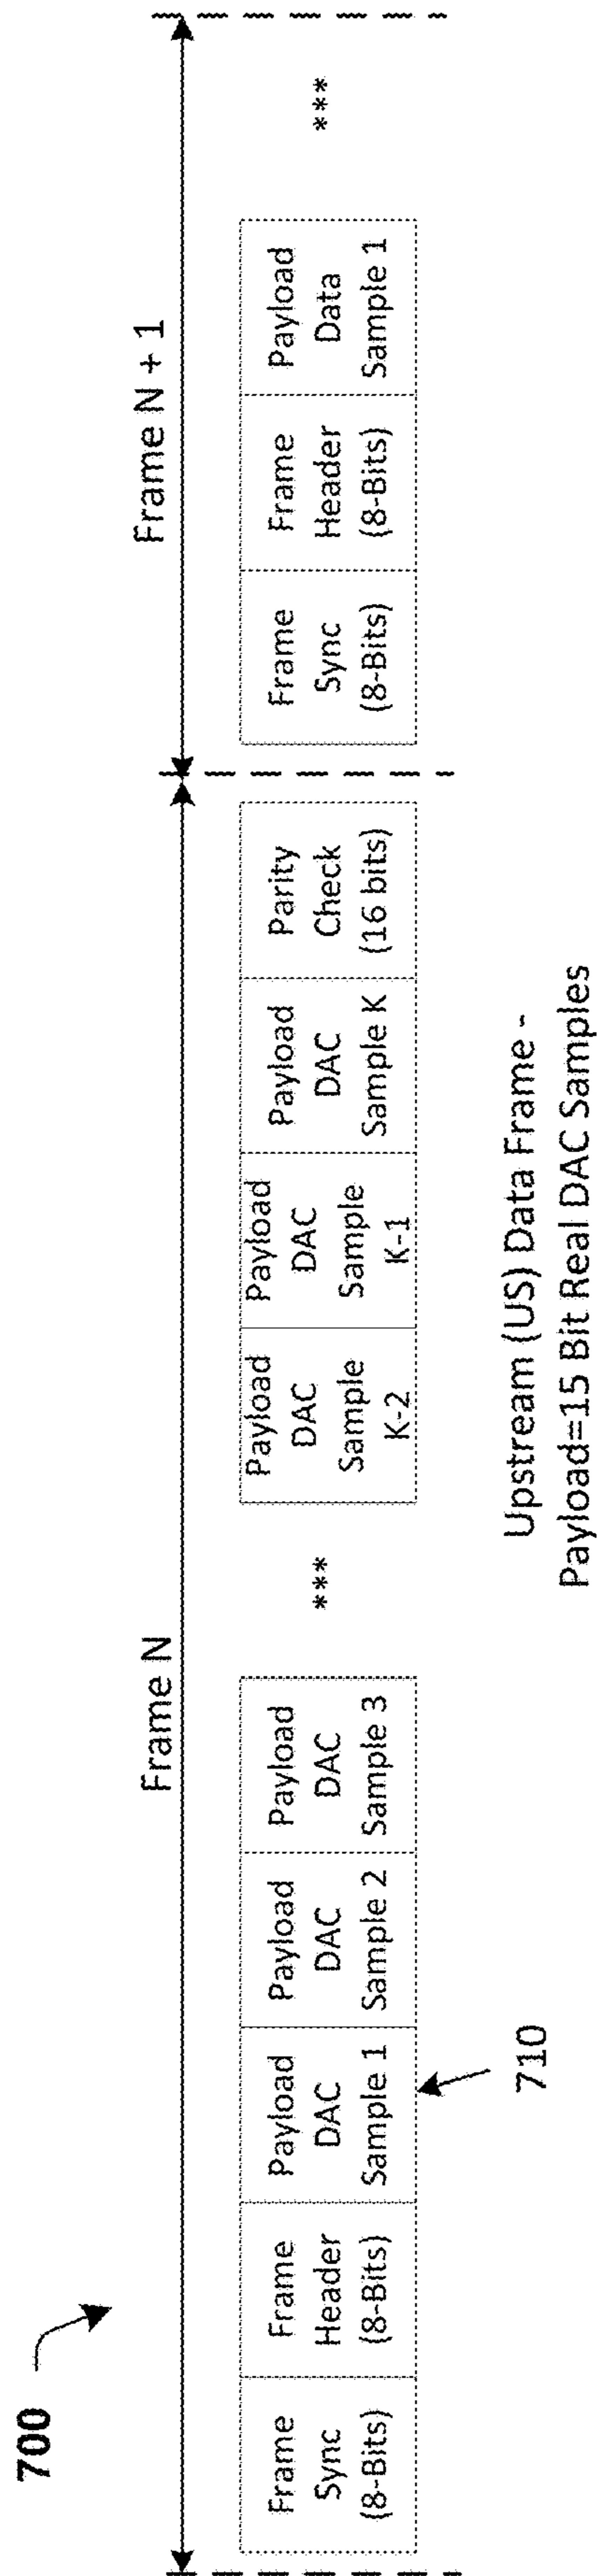 700
Frame N
Frame N + 1
Frame
Sync
(8-Bits)
Frame
Header
(8-Bits)
Payload
DAC
Sample 1
Payload
DAC
Sample 2
Payload
DAC
Sample 3
***
Payload
DAC
Sample
K-2
Payload
DAC
Sample
K-1
Payload
DAC
Sample K
Parity
Check
(16 bits)
Frame
Sync
(8-Bits)
Frame
Header
(8-Bits)
Payload
Data
Sample 1
***
710
Upstream (US) Data Frame -
Payload=15 Bit Real DAC Samples